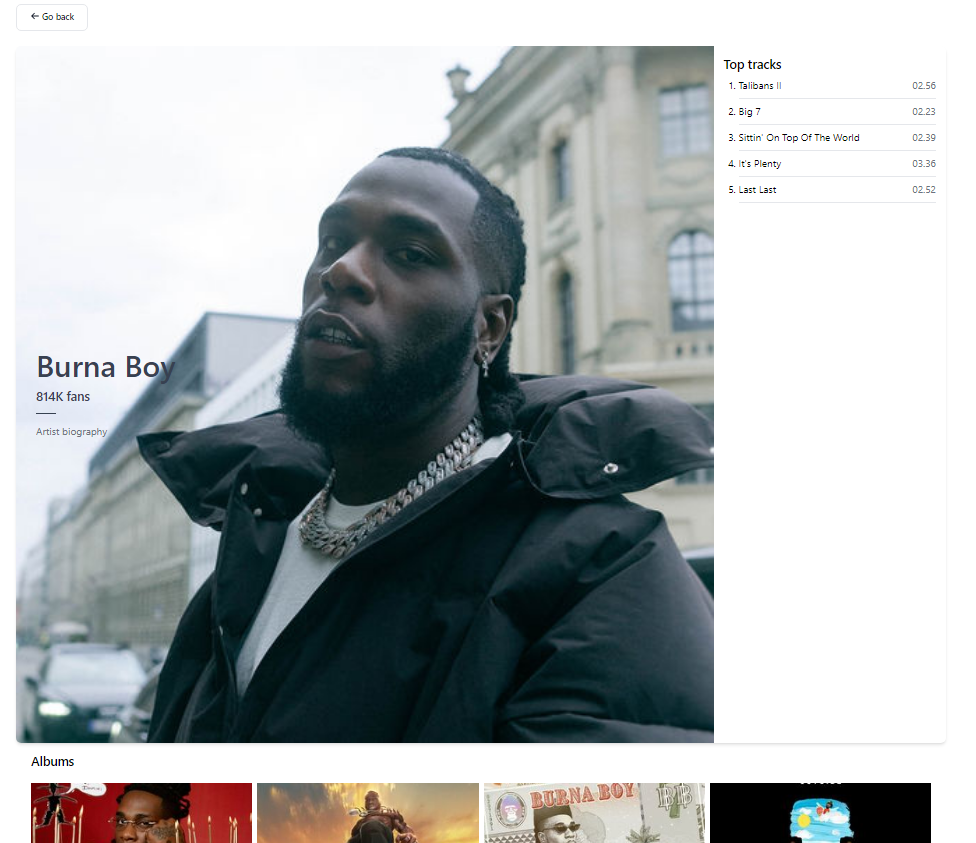 ← Go back
Top tracks
1. Talibans II 02.56
2. Big 7 02.23
3. Sittin' On Top Of The World 02.39
4. It's Plenty 03.36
5. Last Last 02.52
Burna Boy
814K fans
Artist biography
Albums
BURNA BOY
BB